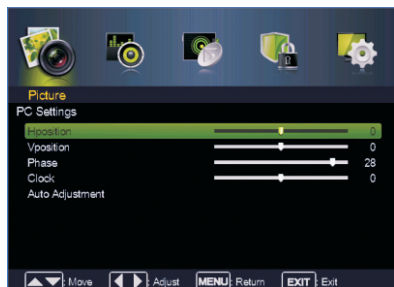 Picture
PC Settings
Hposition 0
Vposition 0
Phase 28
Clock 0
Auto Adjustment
: Move : Adjust MENU: Return EXIT: Exit